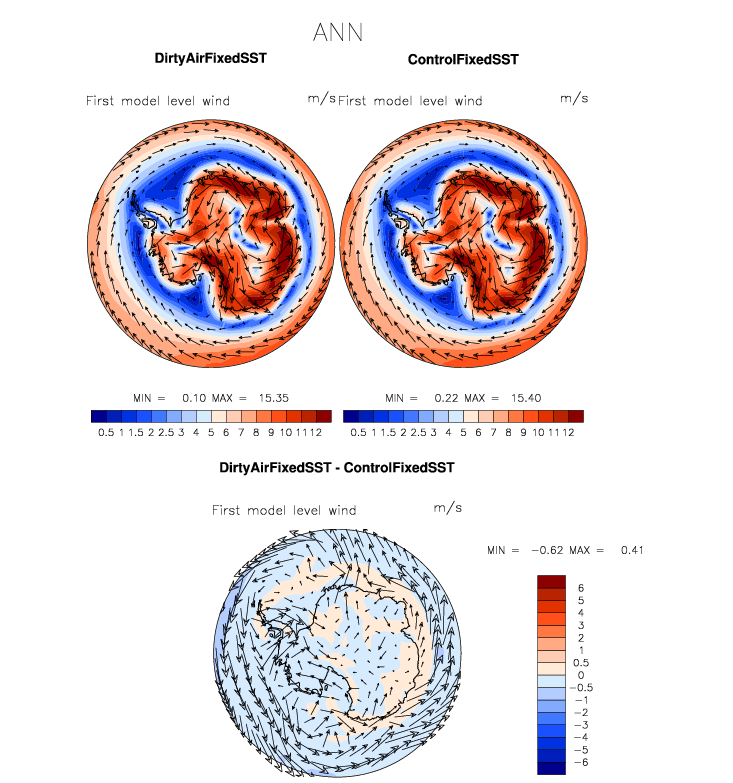 ANN
DirtyAirFixedSST
ControlFixedSST
First model level wind m/s
First model level wind m/s
MIN = 0.10 MAX = 15.35
0.5 1 1.5 2 2.5 3 4 5 6 7 8 9 10 11 12
MIN = 0.22 MAX = 15.40
0.5 1 1.5 2 2.5 3 4 5 6 7 8 9 10 11 12
DirtyAirFixedSST - ControlFixedSST
First model level wind m/s
MIN = -0.62 MAX = 0.41
6
5
4
3
2
1
0.5
0
-0.5
-1
-2
-3
-4
-5
-6